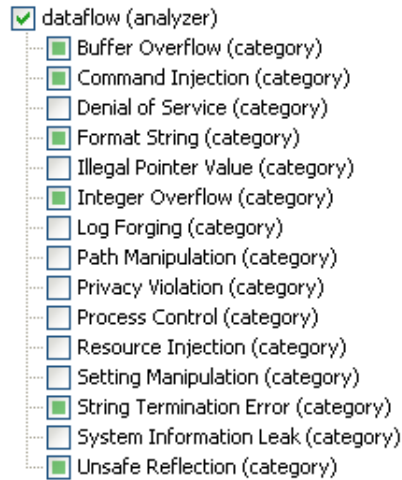 dataflow (analyzer)
Buffer Overflow (category)
Command Injection (category)
Denial of Service (category)
Format String (category)
Illegal Pointer Value (category)
Integer Overflow (category)
Log Forging (category)
Path Manipulation (category)
Privacy Violation (category)
Process Control (category)
Resource Injection (category)
Setting Manipulation (category)
String Termination Error (category)
System Information Leak (category)
Unsafe Reflection (category)